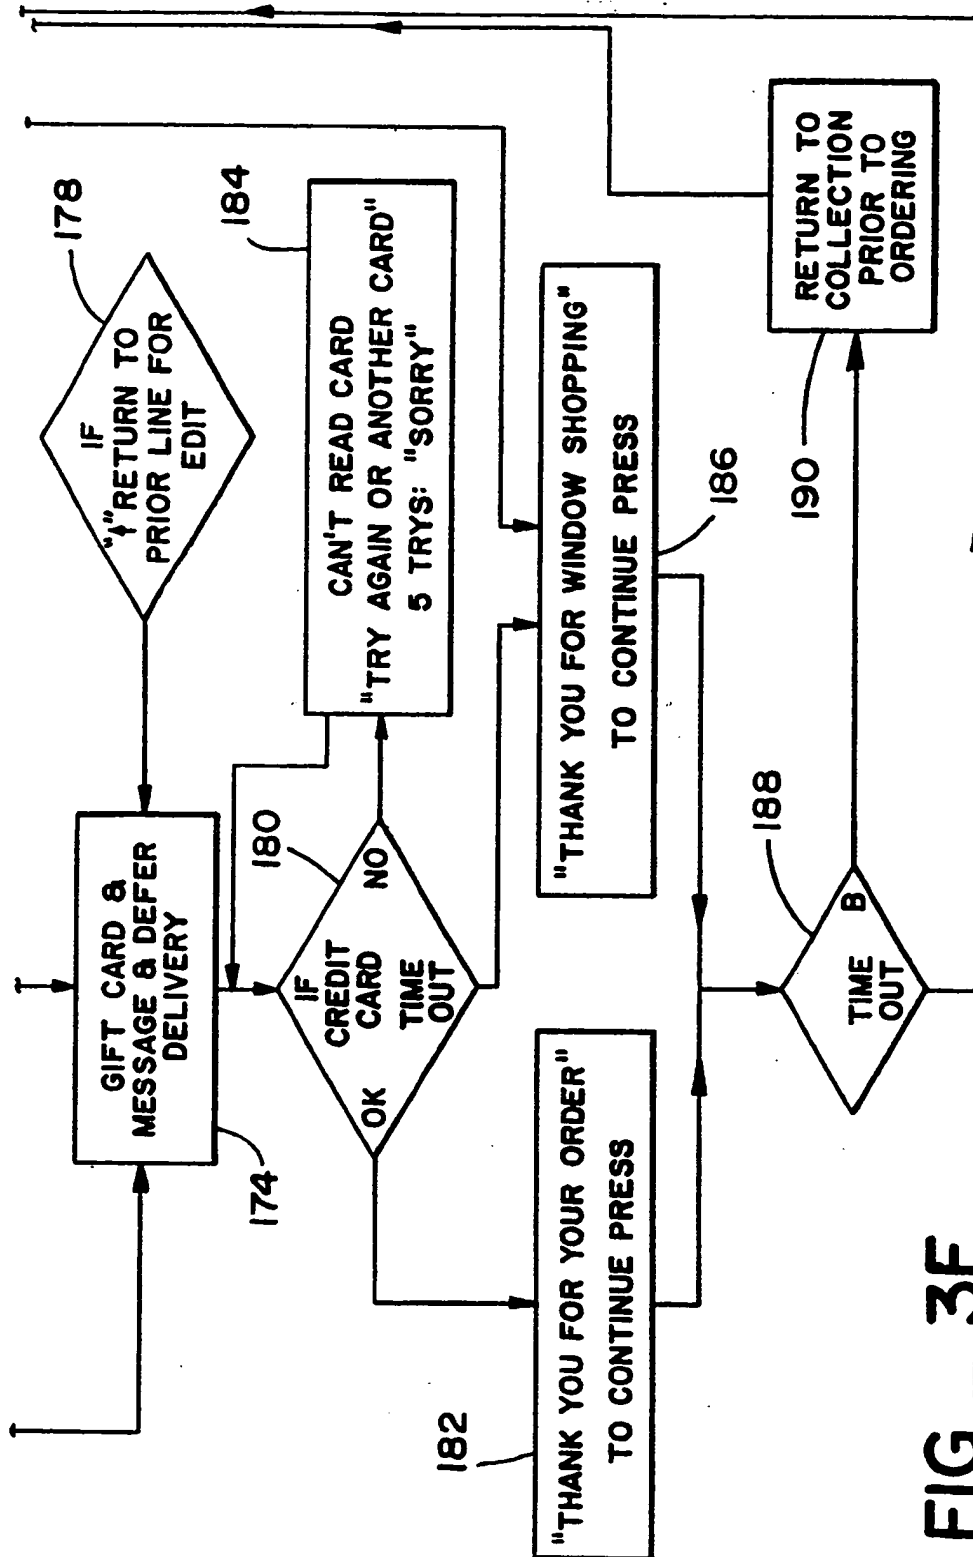 IF
"↑" RETURN TO
PRIOR LINE FOR
EDIT
178
GIFT CARD &
MESSAGE & DEFER
DELIVERY
174
CAN'T READ CARD
"TRY AGAIN OR ANOTHER CARD"
5 TRYS: "SORRY"
184
IF
CREDIT
CARD
TIME
OUT
OK
NO
180
"THANK YOU FOR YOUR ORDER"
TO CONTINUE PRESS
182
"THANK YOU FOR WINDOW SHOPPING"
TO CONTINUE PRESS
186
TIME
OUT
B
188
RETURN TO
COLLECTION
PRIOR TO
ORDERING
190
FIG. 3F